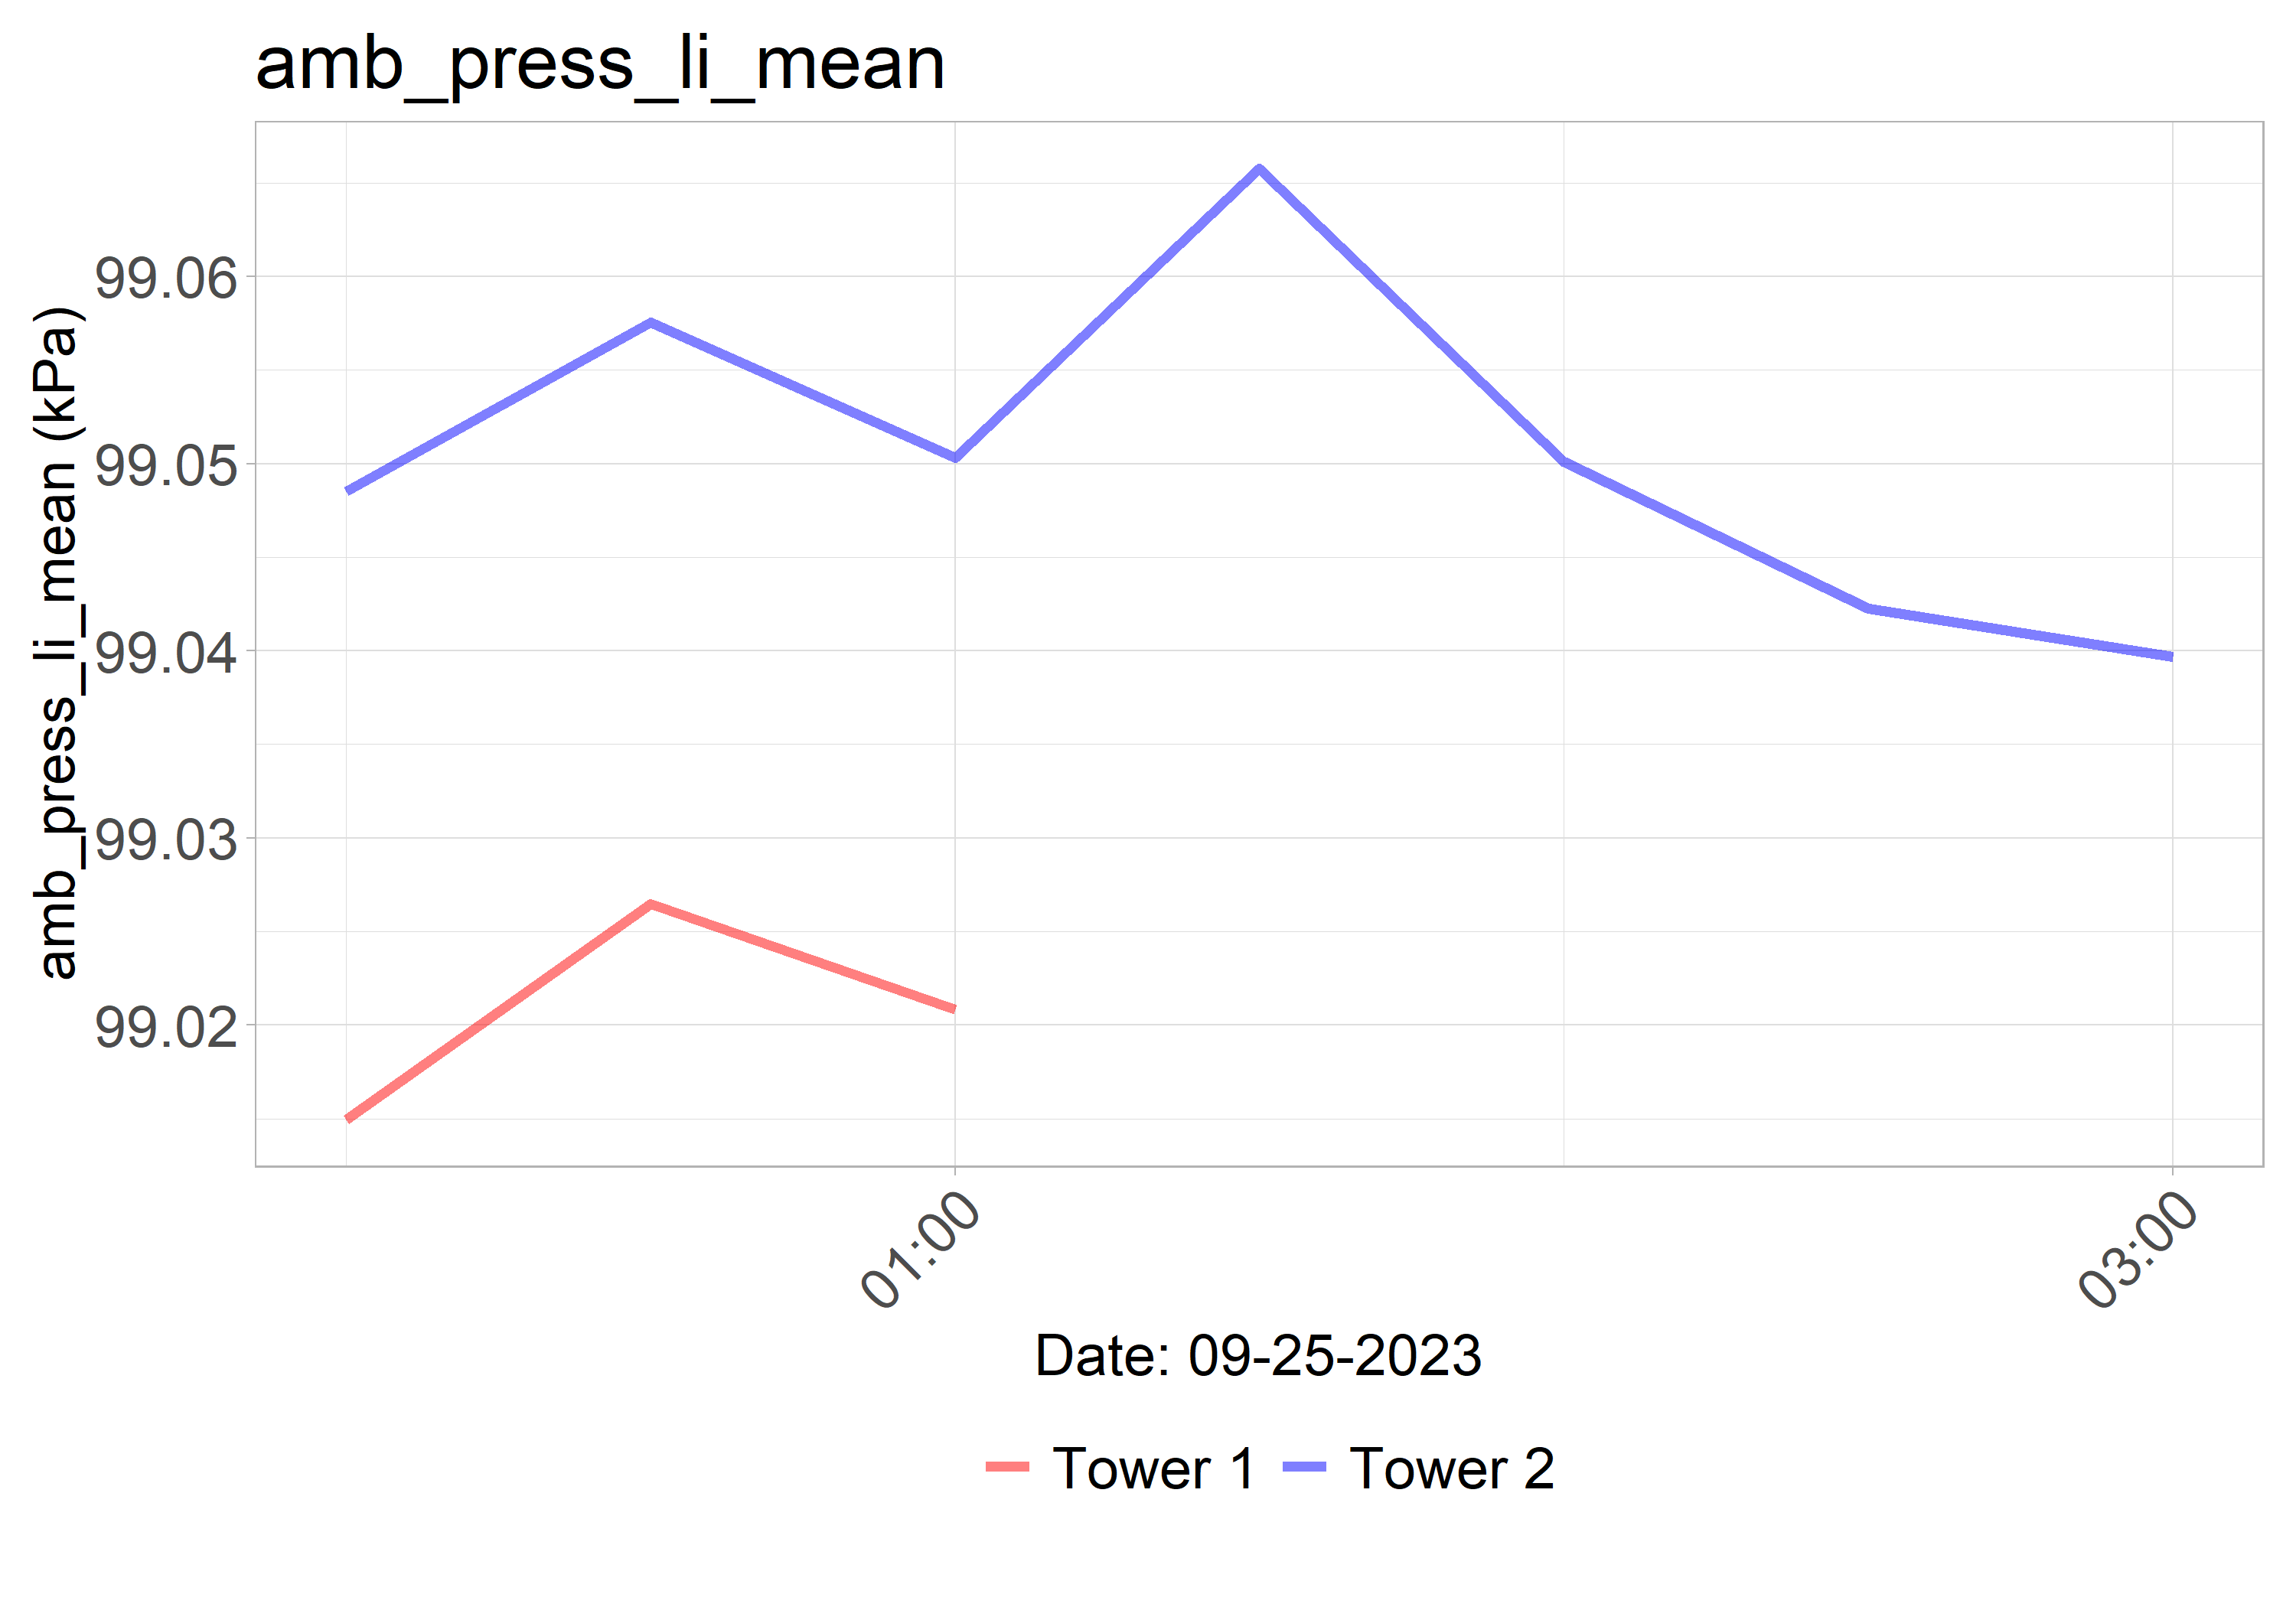 amb_press_li_mean
amb_press_li_mean (kPa)
99.06
99.05
99.04
99.03
99.02
01:00
03:00
Date: 09-25-2023
Tower 1
Tower 2